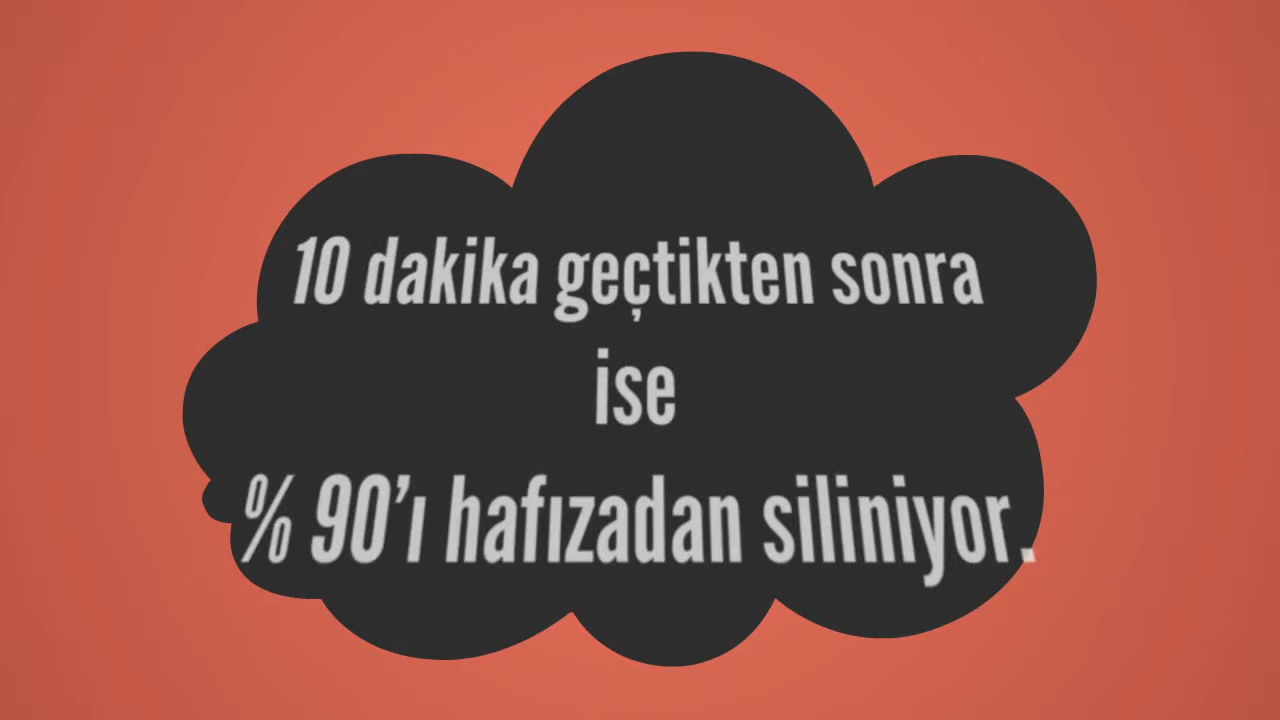 10 dakika geçtikten sonra
ise
% 90’ı hafızadan siliniyor.